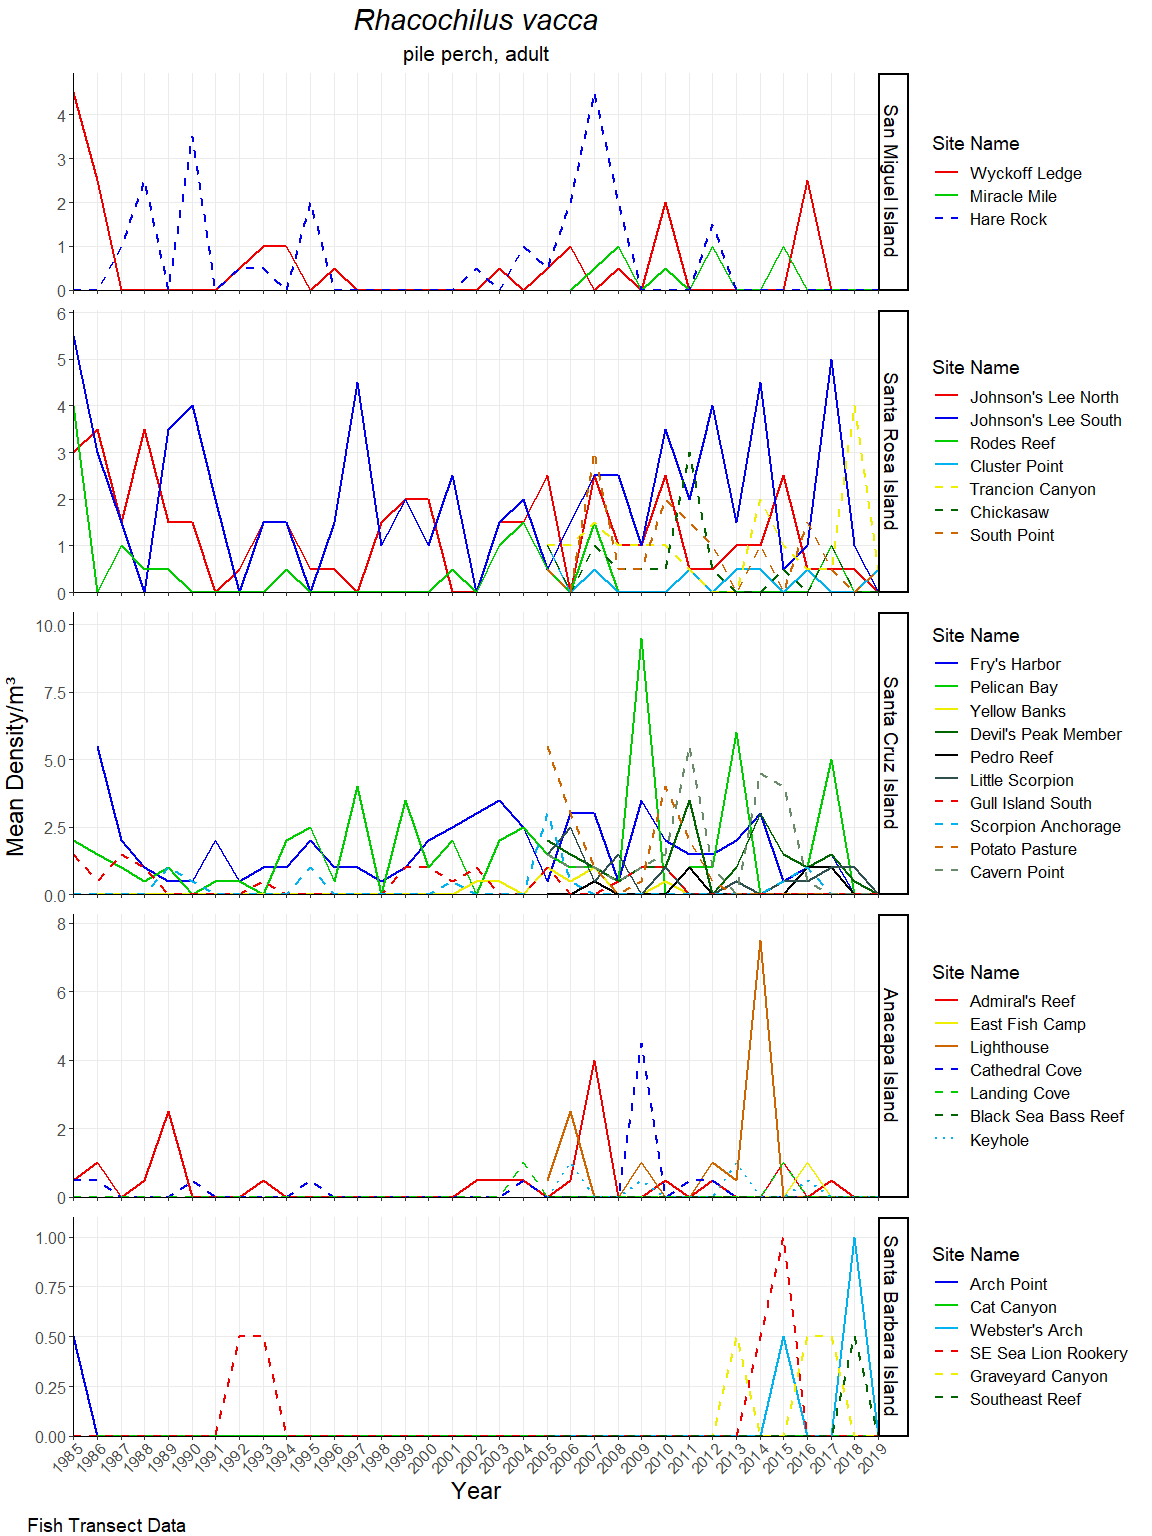 Rhacochilus vacca
pile perch, adult
Mean Density/m³
4
3
2
1
0
San Miguel Island
Site Name
Wyckoff Ledge
Miracle Mile
Hare Rock
6
5
4
3
2
1
0
Santa Rosa Island
Site Name
Johnson's Lee North
Johnson's Lee South
Rodes Reef
Cluster Point
Trancion Canyon
Chickasaw
South Point
10.0
7.5
5.0
2.5
0.0
Santa Cruz Island
Site Name
Fry's Harbor
Pelican Bay
Yellow Banks
Devil's Peak Member
Pedro Reef
Little Scorpion
Gull Island South
Scorpion Anchorage
Potato Pasture
Cavern Point
8
6
4
2
0
Anacapa Island
Site Name
Admiral's Reef
East Fish Camp
Lighthouse
Cathedral Cove
Landing Cove
Black Sea Bass Reef
Keyhole
1.00
0.75
0.50
0.25
0.00
Santa Barbara Island
Site Name
Arch Point
Cat Canyon
Webster's Arch
SE Sea Lion Rookery
Graveyard Canyon
Southeast Reef
1985 1986 1987 1988 1989 1990 1991 1992 1993 1994 1995 1996 1997 1998 1999 2000 2001 2002 2003 2004 2005 2006 2007 2008 2009 2010 2011 2012 2013 2014 2015 2016 2017 2018 2019
Year
Fish Transect Data